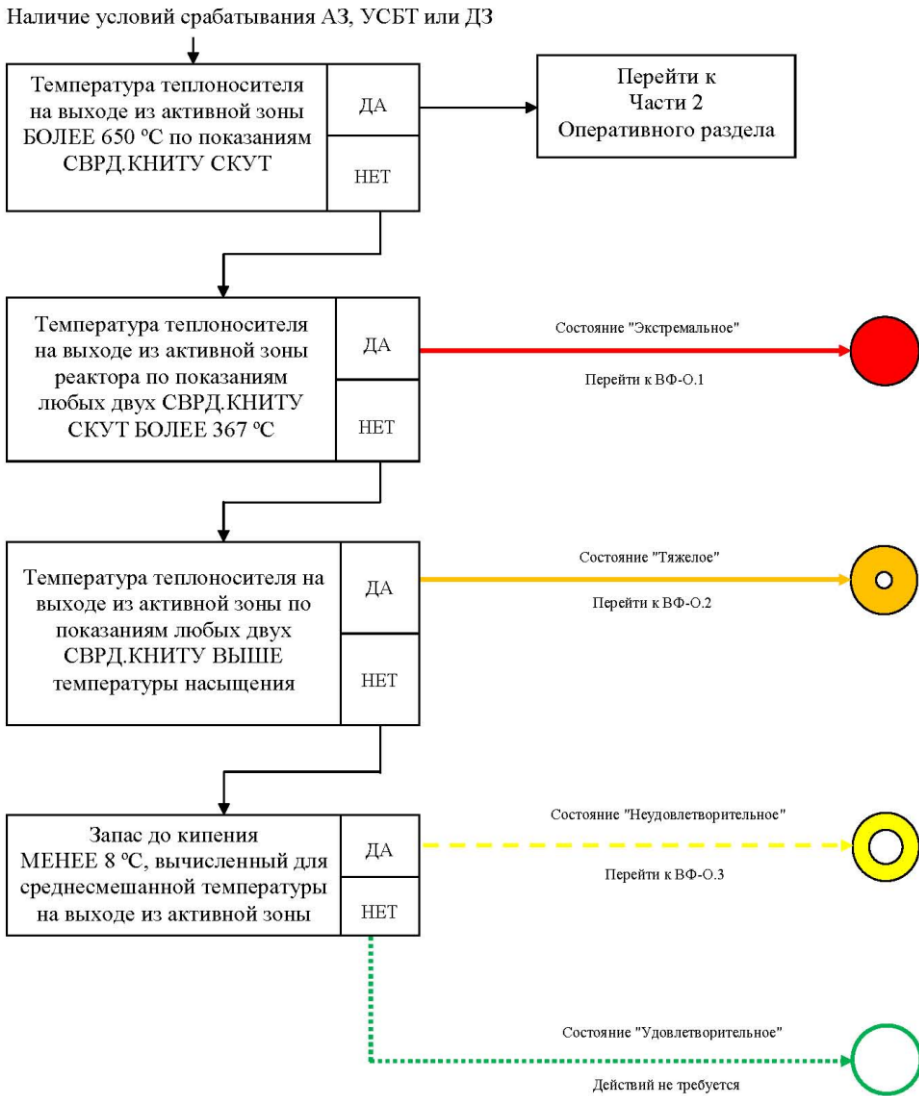 Наличие условий срабатывания АЗ, УСБТ или ДЗ
Температура теплоносителя
на выходе из активной зоны
БОЛЕЕ 650 ºС по показаниям
СВРД.КНИТУ СКУТ
ДА
НЕТ
Перейти к
Части 2
Оперативного раздела
Температура теплоносителя
на выходе из активной зоны
реактора по показаниям
любых двух СВРД.КНИТУ
СКУТ БОЛЕЕ 367 ºС
ДА
НЕТ
Состояние "Экстремальное"
Перейти к ВФ-О.1
Температура теплоносителя на
выходе из активной зоны по
показаниям любых двух
СВРД.КНИТУ ВЫШЕ
температуры насыщения
ДА
НЕТ
Состояние "Тяжелое"
Перейти к ВФ-О.2
Запас до кипения
МЕНЕЕ 8 ºС, вычисленный для
среднесмешанной температуры
на выходе из активной зоны
ДА
НЕТ
Состояние "Неудовлетворительное"
Перейти к ВФ-О.3
Состояние "Удовлетворительное"
Действий не требуется